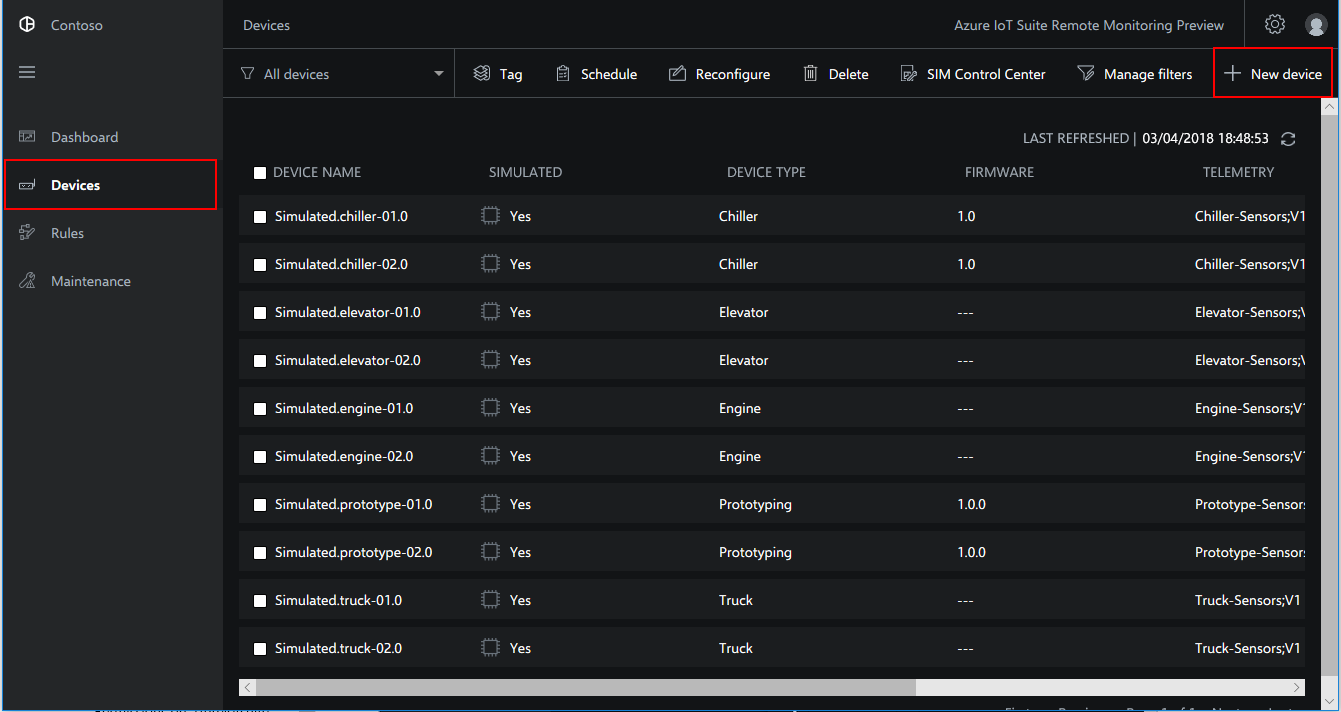 Contoso
Devices
Azure IoT Suite Remote Monitoring Preview
All devices
Tag
Schedule
Reconfigure
Delete
SIM Control Center
Manage filters
New device
Dashboard
Devices
Rules
Maintenance
LAST REFRESHED | 03/04/2018 18:48:53
DEVICE NAME SIMULATED DEVICE TYPE FIRMWARE TELEMETRY
Simulated.chiller-01.0 Yes Chiller 1.0 Chiller-Sensors;V1
Simulated.chiller-02.0 Yes Chiller 1.0 Chiller-Sensors;V1
Simulated.elevator-01.0 Yes Elevator --- Elevator-Sensors;V
Simulated.elevator-02.0 Yes Elevator --- Elevator-Sensors;V
Simulated.engine-01.0 Yes Engine --- Engine-Sensors;V1
Simulated.engine-02.0 Yes Engine --- Engine-Sensors;V1
Simulated.prototype-01.0 Yes Prototyping 1.0.0 Prototype-Sensors
Simulated.prototype-02.0 Yes Prototyping 1.0.0 Prototype-Sensors
Simulated.truck-01.0 Yes Truck --- Truck-Sensors;V1
Simulated.truck-02.0 Yes Truck --- Truck-Sensors;V1